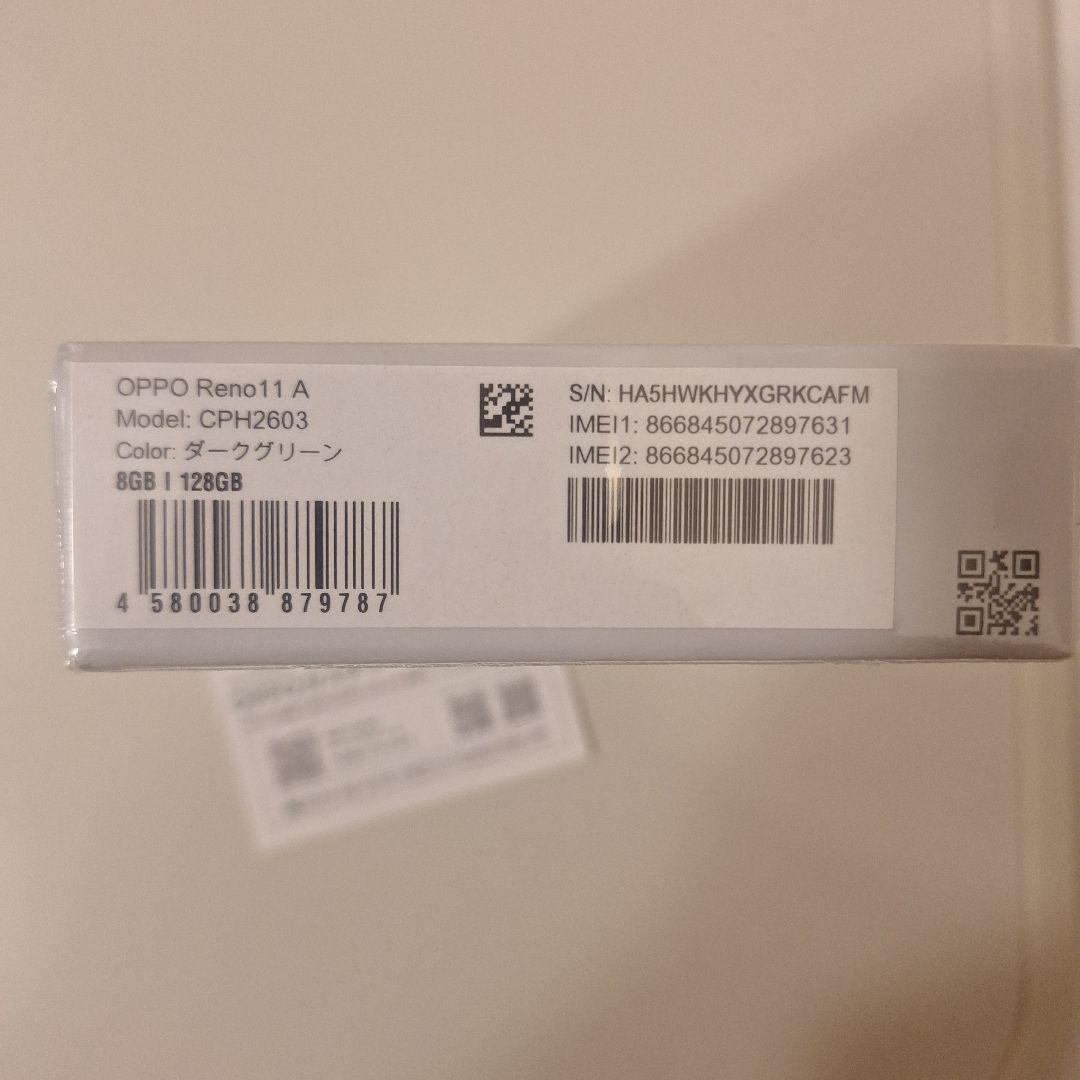 OPPO Reno11 A
Model: CPH2603
Color: ダークグリーン
8GB | 128GB
4 580038 879787
S/N: HA5HWKHYXGRKCAFM
IMEI1: 866845072897631
IMEI2: 866845072897623